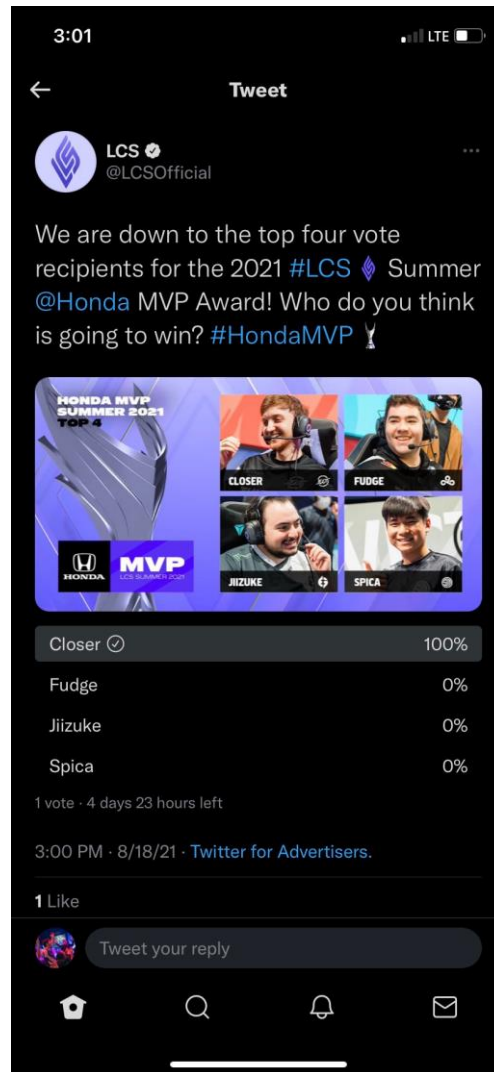 3:01
LTE
Tweet
LCS
@LCSOfficial
We are down to the top four vote
recipients for the 2021 #LCS Summer
@Honda MVP Award! Who do you think
is going to win? #HondaMVP
HONDA MVP
SUMMER 2021
TOP 4
CLOSER
FUDGE
HONDA
MVP
LCS SUMMER 2021
JIIZUKE
SPICA
Closer 100%
Fudge 0%
Jiizuke 0%
Spica 0%
1 vote · 4 days 23 hours left
3:00 PM · 8/18/21 · Twitter for Advertisers.
1 Like
Tweet your reply